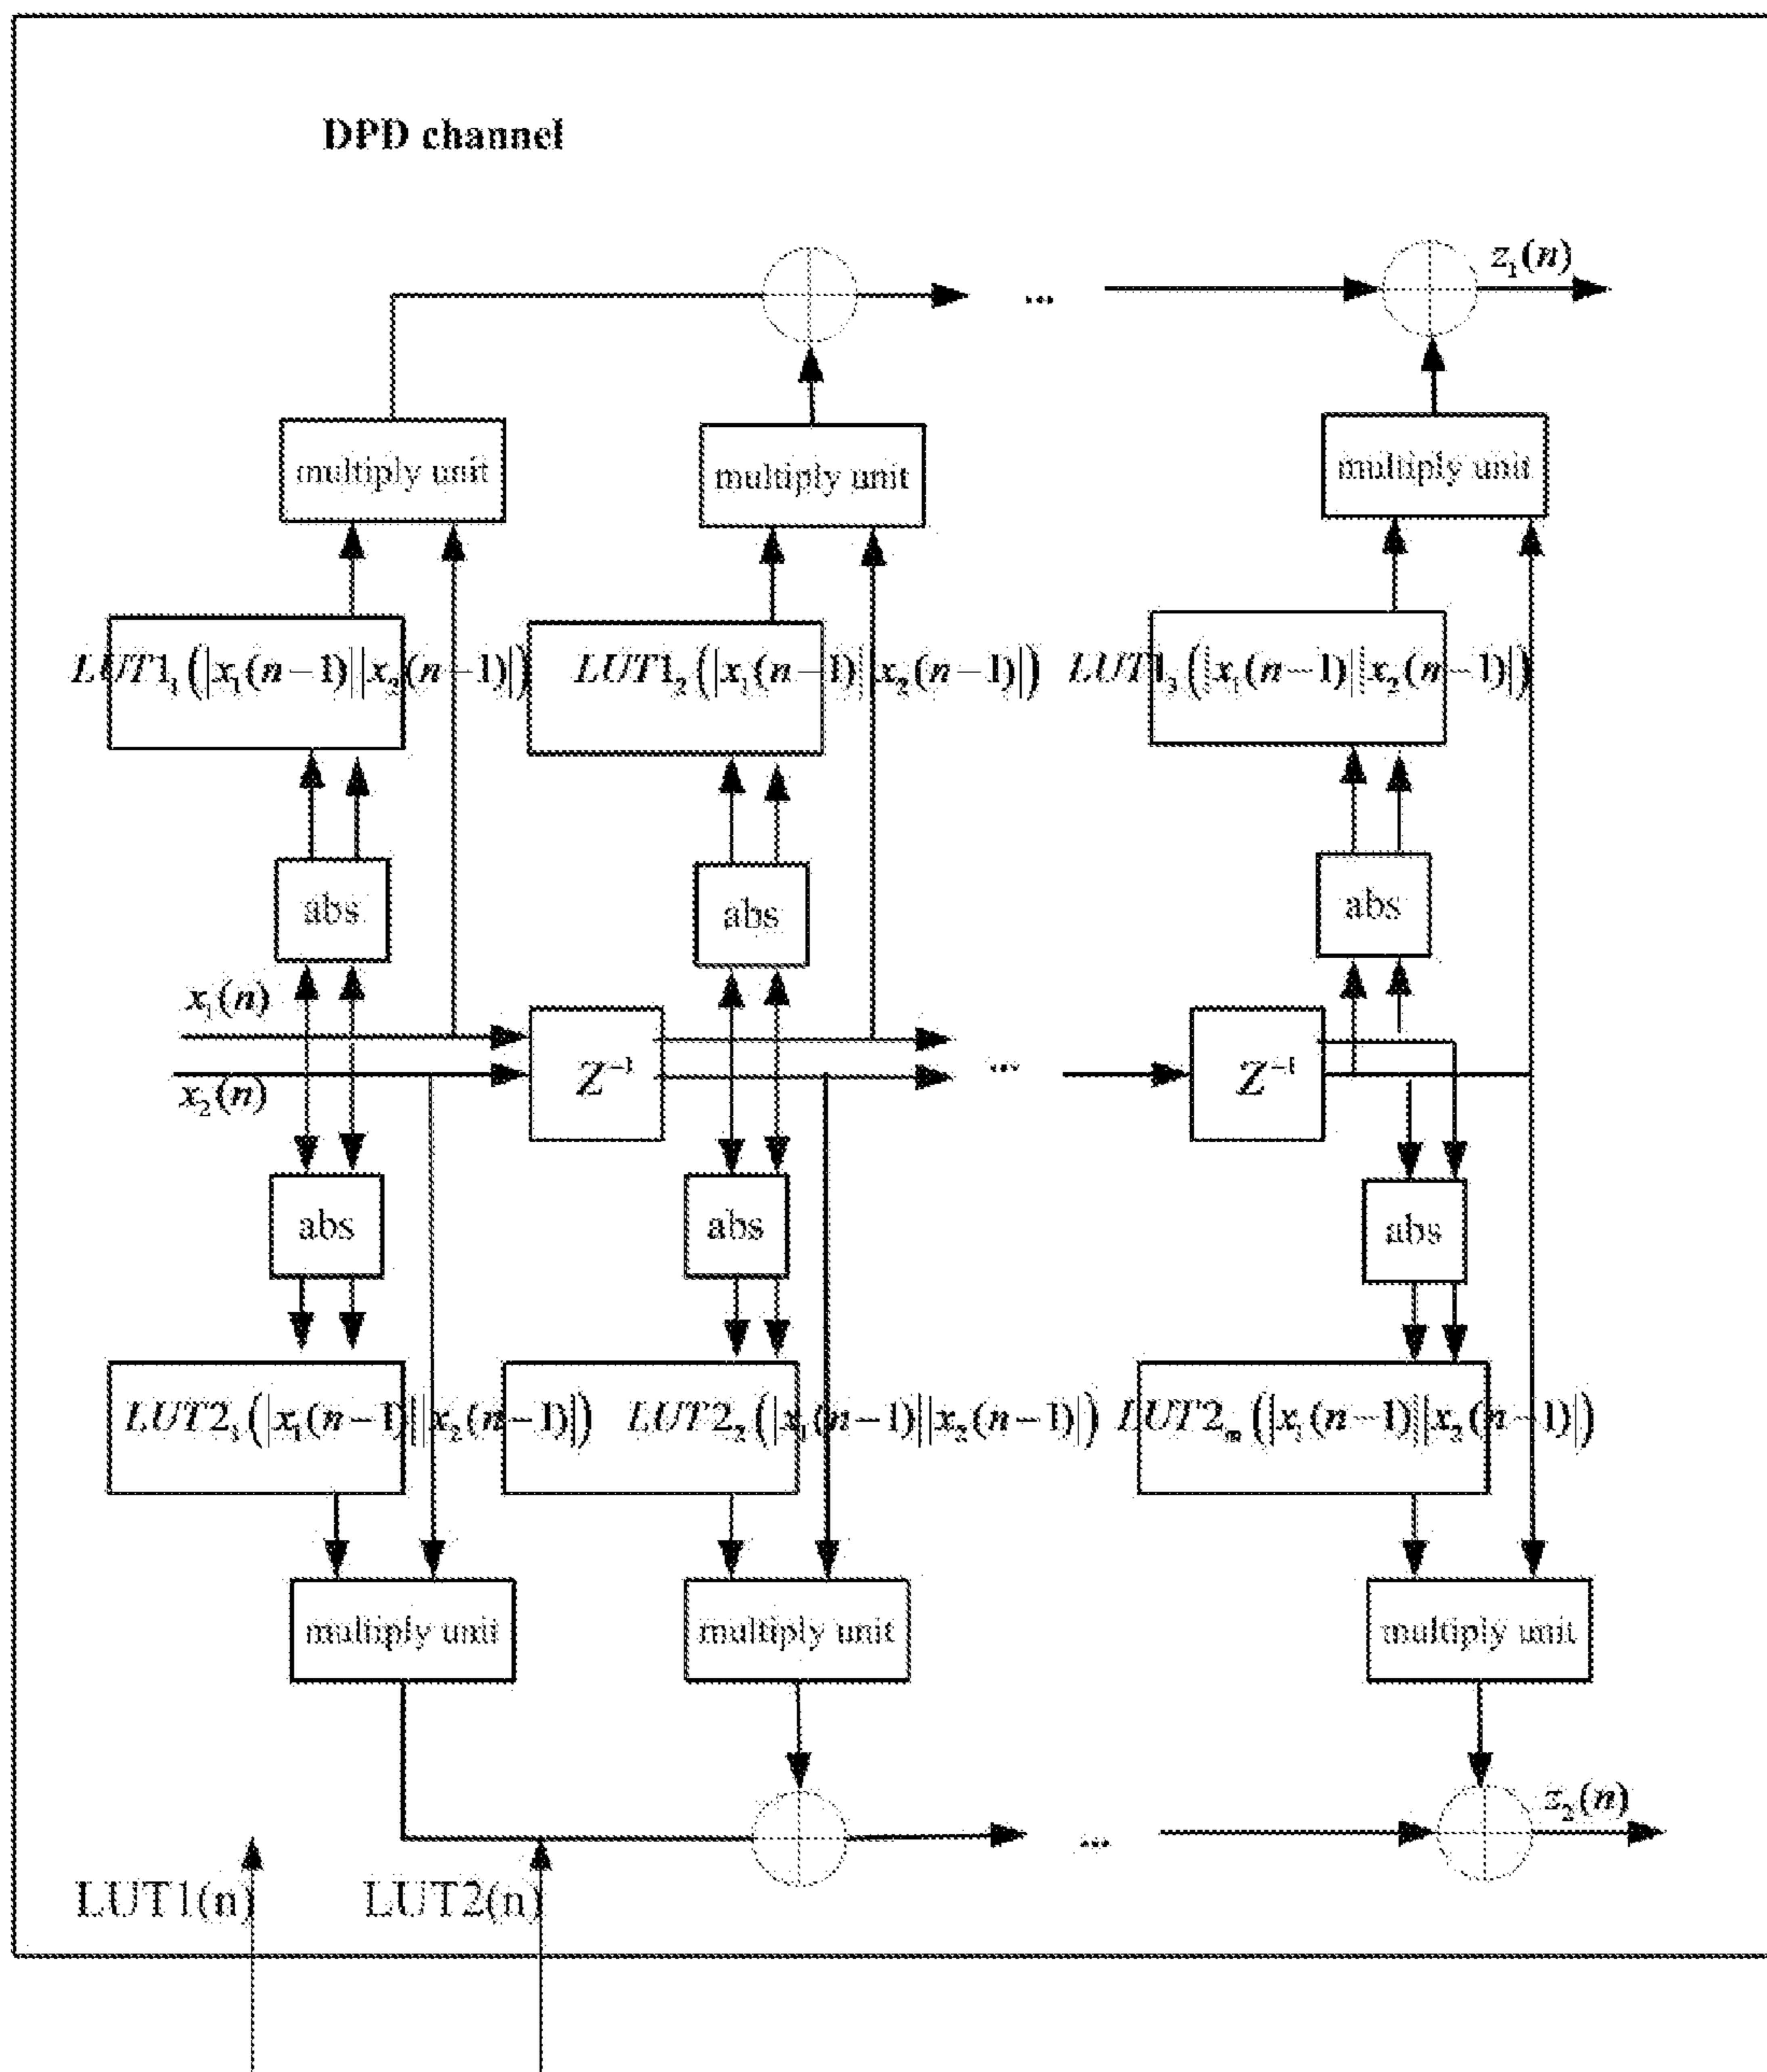 DPD channel
z₁(n)
...
multiply unit
multiply unit
multiply unit
LUT1₁(|x₁(n−1)||x₂(n−1)|)
LUT1₂(|x₁(n−1)||x₂(n−1)|)
LUT1₃(|x₁(n−1)||x₂(n−1)|)
abs
abs
abs
x₁(n)
Z⁻¹
...
Z⁻¹
x₂(n)
abs
abs
abs
LUT2₁(|x₁(n−1)||x₂(n−1)|)
LUT2₂(|x₁(n−1)||x₂(n−1)|)
LUT2ₘ(|x₁(n−1)||x₂(n−1)|)
multiply unit
multiply unit
multiply unit
z₂(n)
...
LUT1(n)
LUT2(n)